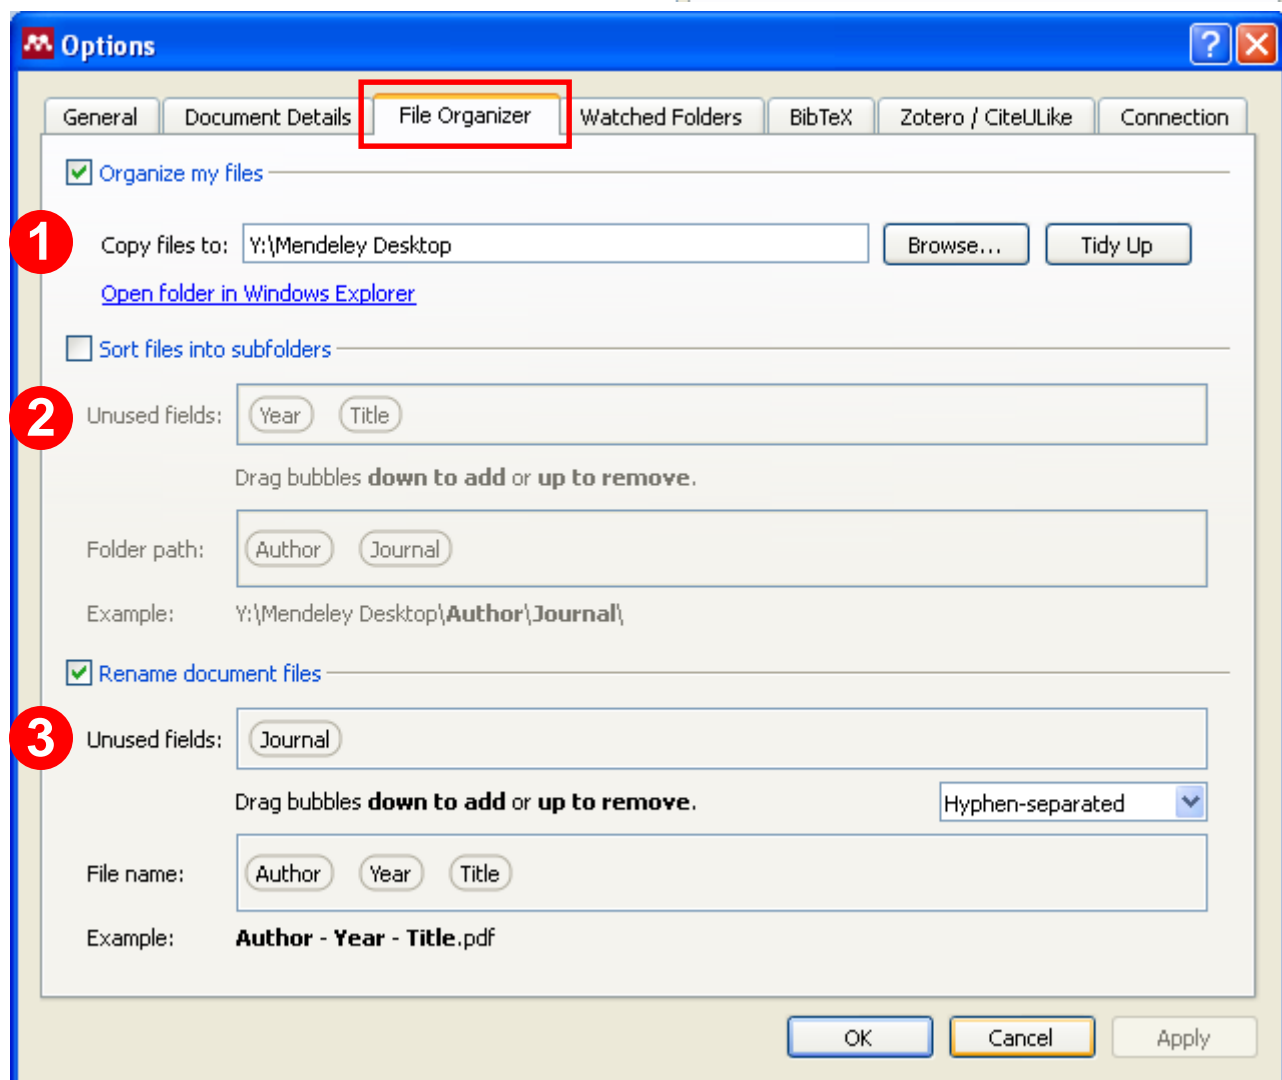 Options
General Document Details File Organizer Watched Folders BibTeX Zotero / CiteULike Connection
Organize my files
1 Copy files to: Y:\Mendeley Desktop Browse... Tidy Up
Open folder in Windows Explorer
Sort files into subfolders
2 Unused fields: Year Title
Drag bubbles down to add or up to remove.
Folder path: Author Journal
Example: Y:\Mendeley Desktop\Author\Journal\
Rename document files
3 Unused fields: Journal
Drag bubbles down to add or up to remove. Hyphen-separated
File name: Author Year Title
Example: Author - Year - Title.pdf
OK Cancel Apply